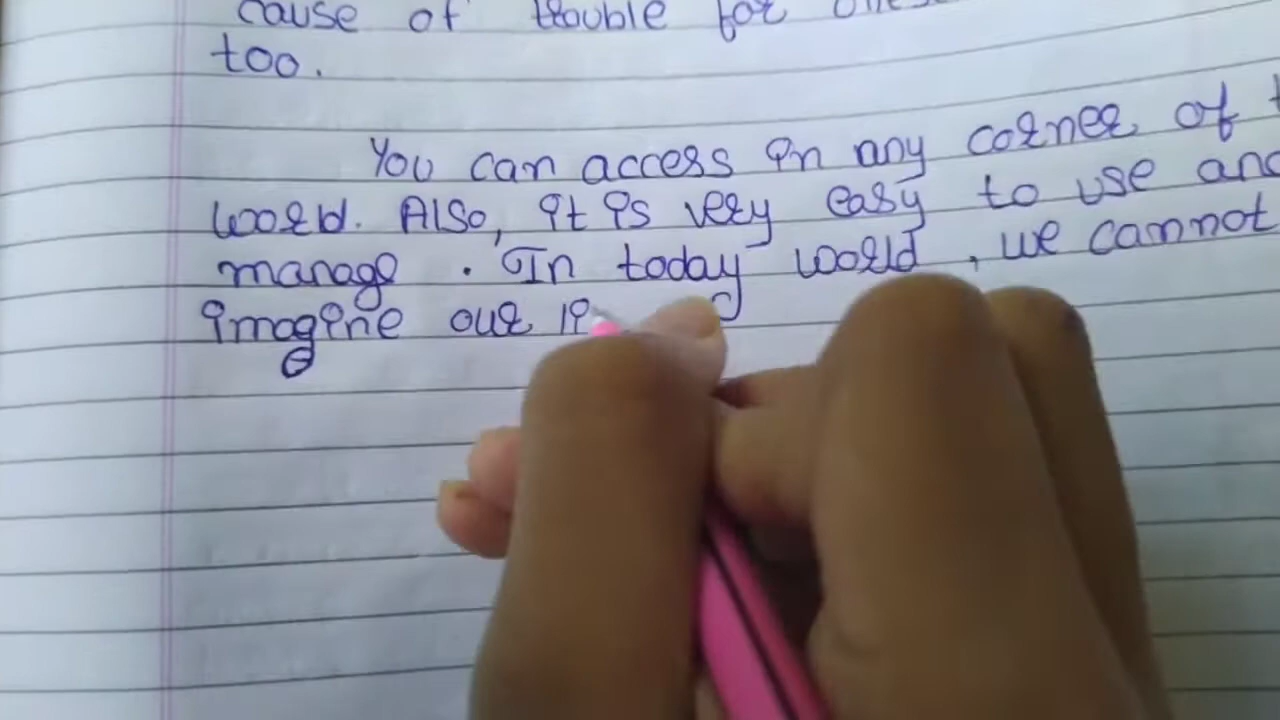 cause of trouble for
too.
You can access in any corner of
world. Also, it is very easy to use and
manage . In today world , we cannot
imagine our